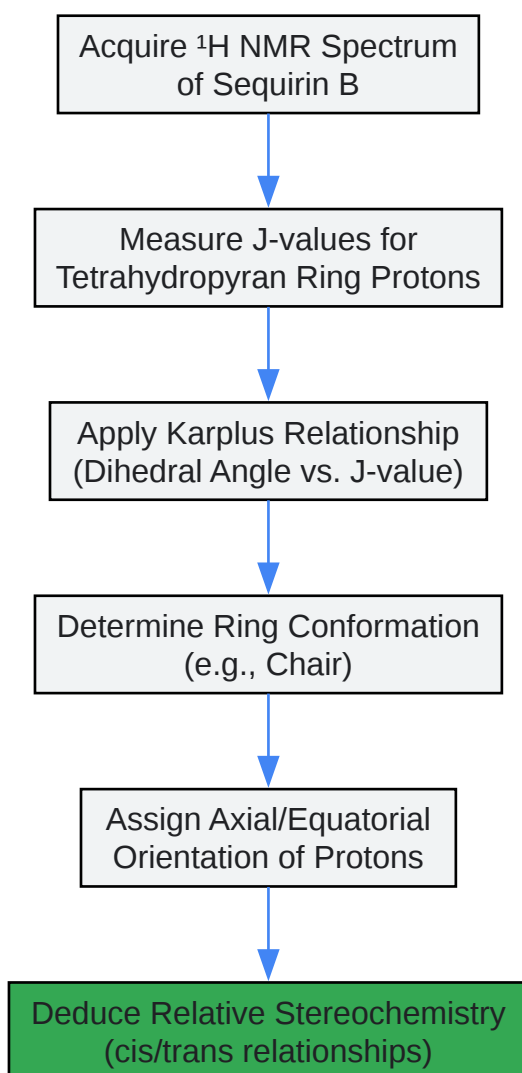 Acquire ¹H NMR Spectrum
of Sequirin B
Measure J-values for
Tetrahydropyran Ring Protons
Apply Karplus Relationship
(Dihedral Angle vs. J-value)
Determine Ring Conformation
(e.g., Chair)
Assign Axial/Equatorial
Orientation of Protons
Deduce Relative Stereochemistry
(cis/trans relationships)